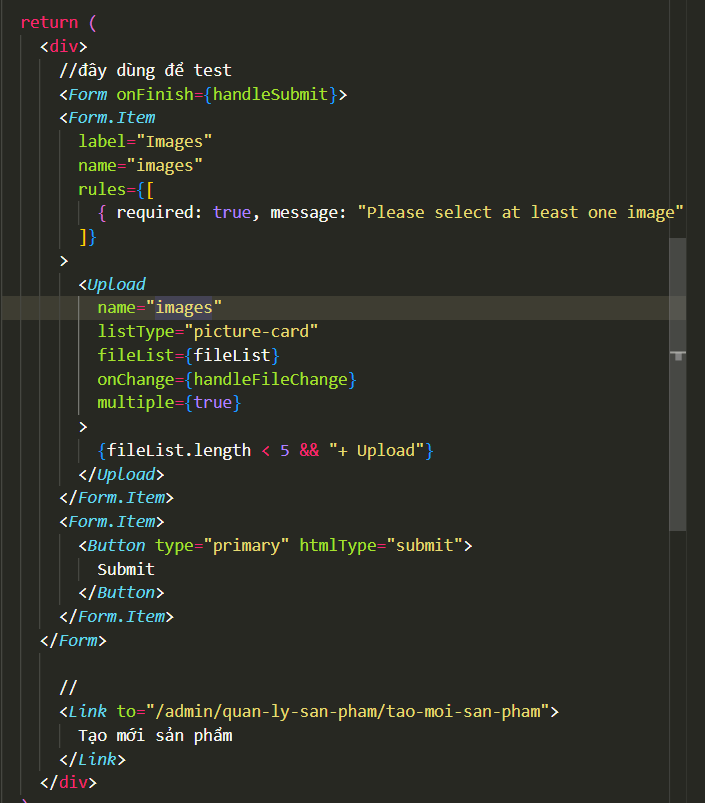 return (
<div>
//đây dùng để test
<Form onFinish={handleSubmit}>
<Form.Item
label="Images"
name="images"
rules={[
{ required: true, message: "Please select at least one image"
]}
>
<Upload
name="images"
listType="picture-card"
fileList={fileList}
onChange={handleFileChange}
multiple={true}
>
{fileList.length < 5 && "+ Upload"}
</Upload>
</Form.Item>
<Form.Item>
<Button type="primary" htmlType="submit">
Submit
</Button>
</Form.Item>
</Form>
//
<Link to="/admin/quan-ly-san-pham/tao-moi-san-pham">
Tạo mới sản phẩm
</Link>
</div>